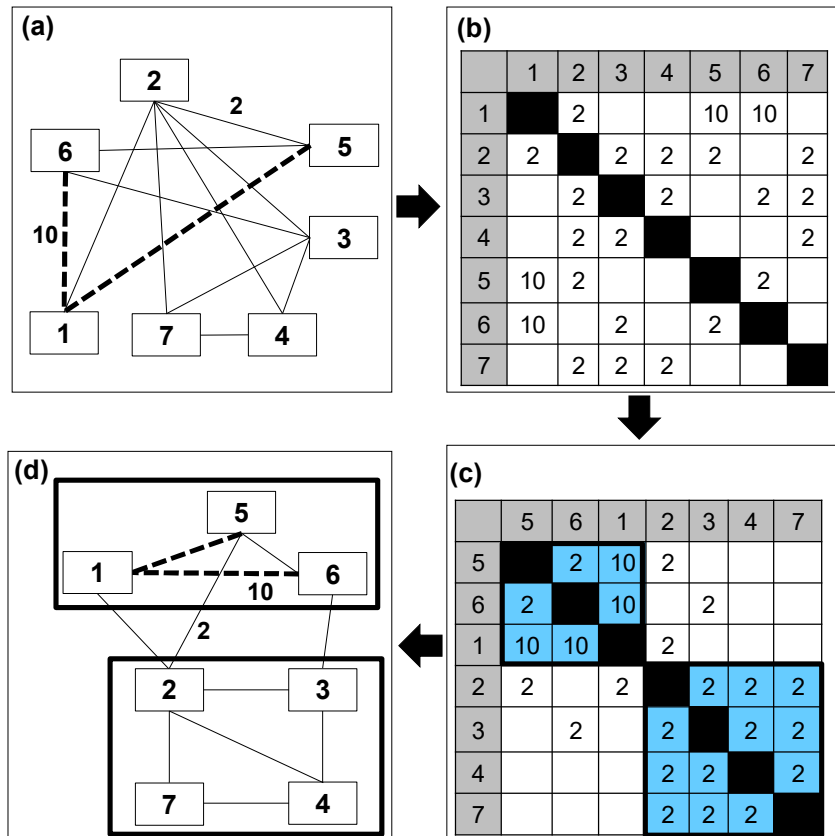 (a)
2
2
6
5
10
3
1
7
4
(b)
1 2 3 4 5 6 7
1 2 10 10
2 2 2 2 2 2
3 2 2 2 2
4 2 2 2
5 10 2 2
6 10 2 2
7 2 2 2
(c)
5 6 1 2 3 4 7
5 2 10 2
6 2 10 2
1 10 10 2
2 2 2 2 2 2
3 2 2 2 2
4 2 2 2
7 2 2 2
(d)
5
1
6
10
2
2
3
7
4